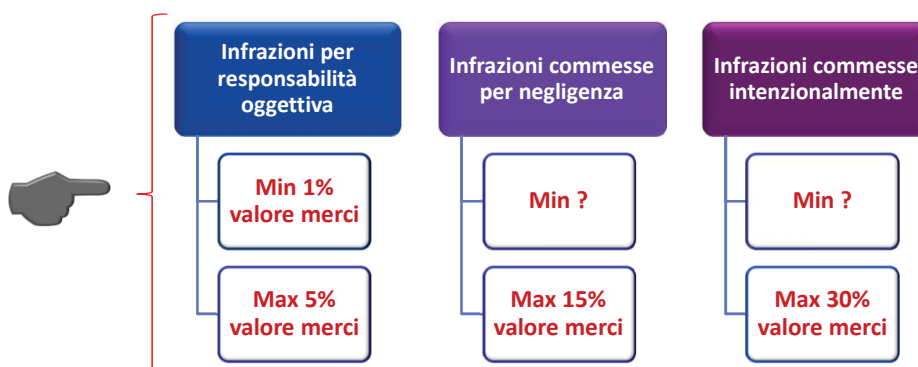 Infrazioni per
responsabilità
oggettiva
Min 1%
valore merci
Max 5%
valore merci
Infrazioni commesse
per negligenza
Min ?
Max 15%
valore merci
Infrazioni commesse
intenzionalmente
Min ?
Max 30%
valore merci